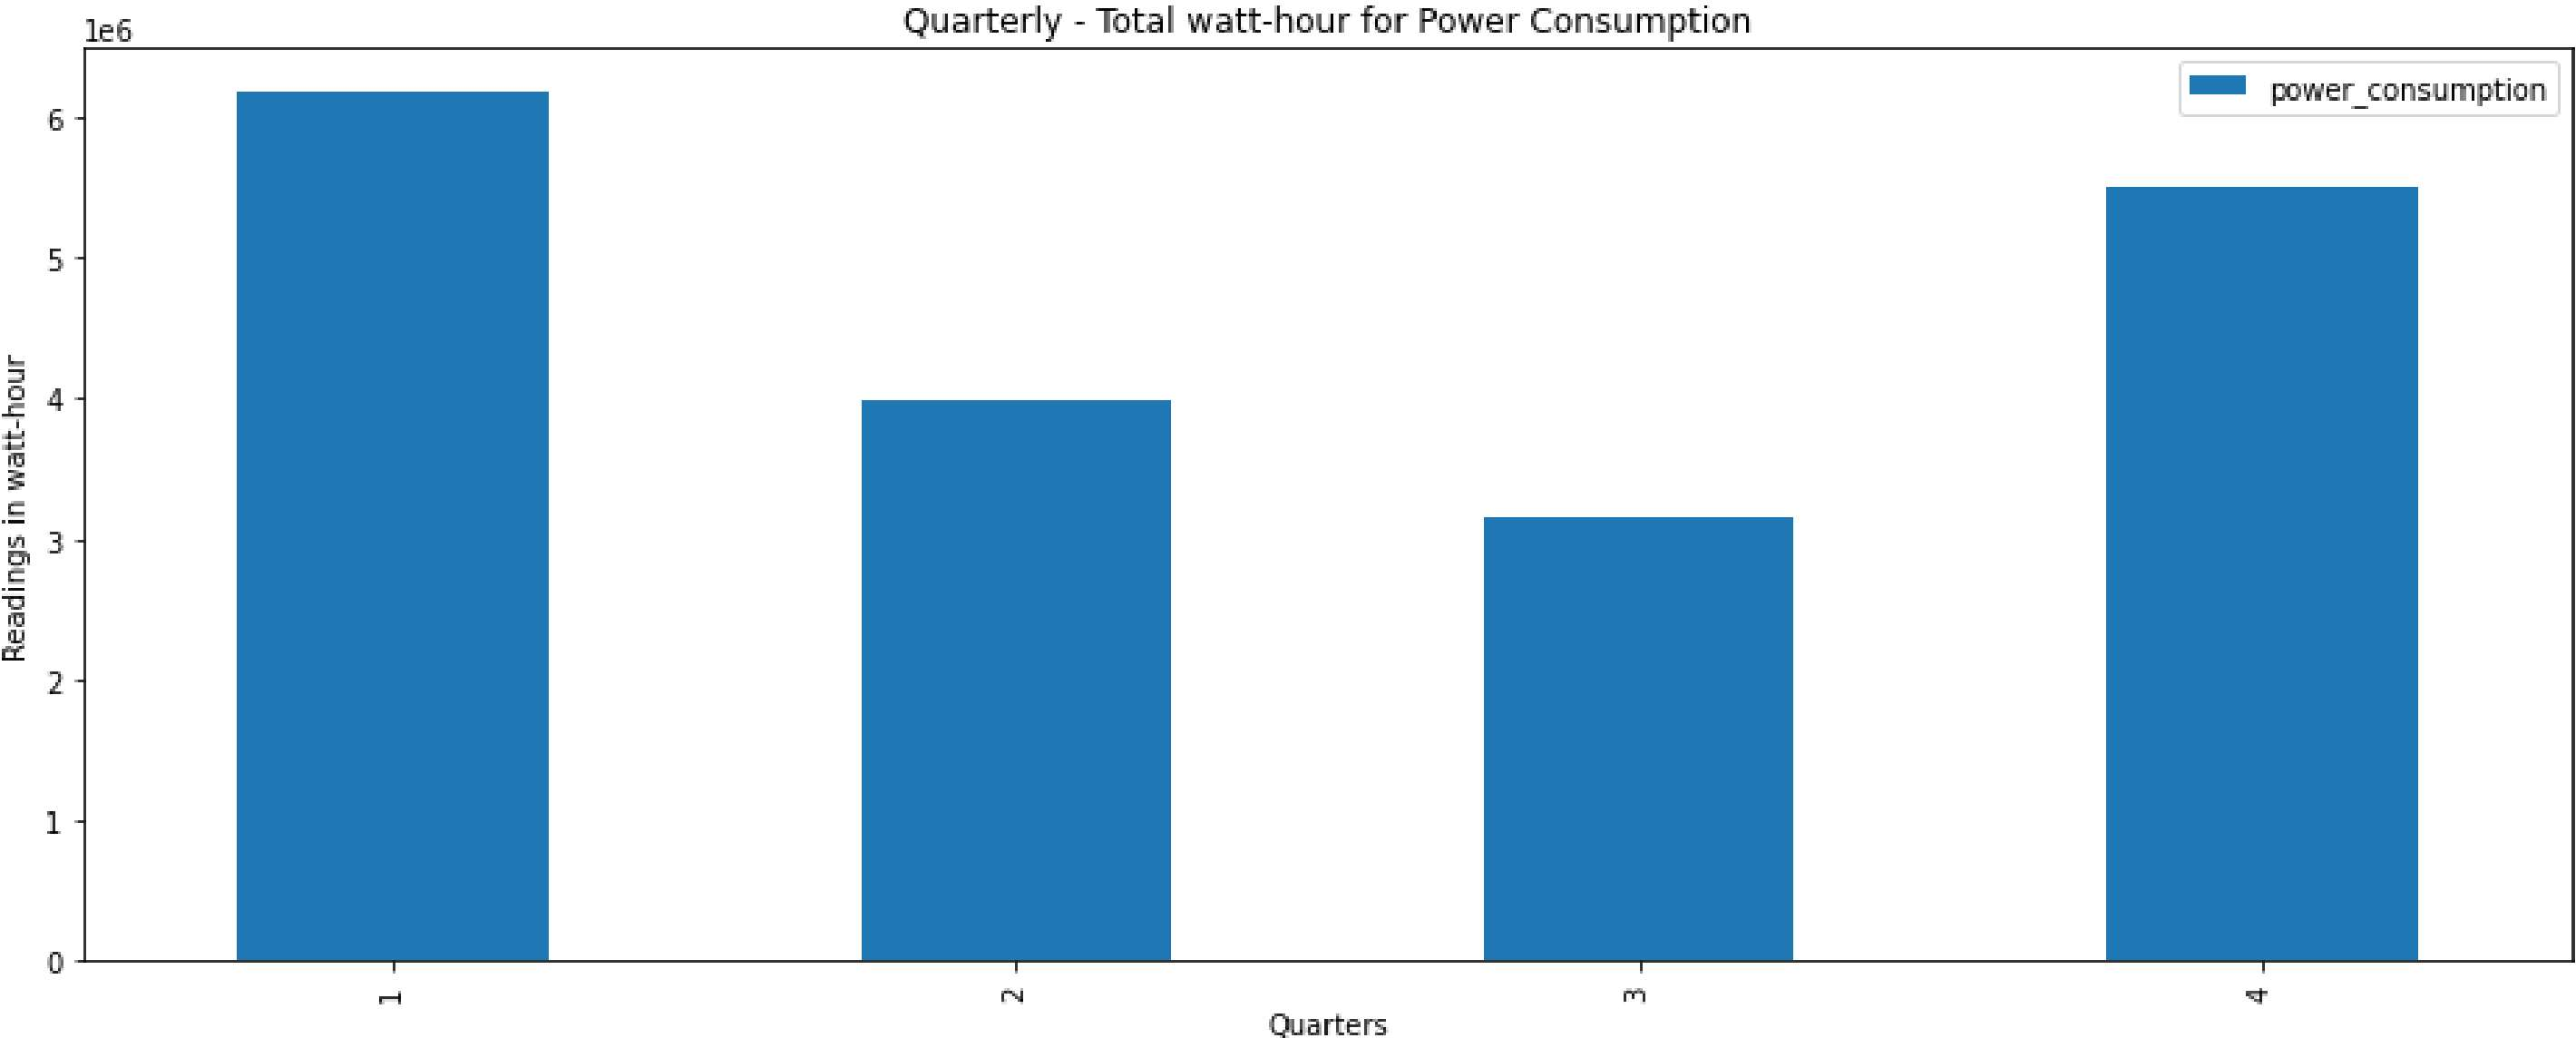 Quarterly - Total watt-hour for Power Consumption
1e6
power_consumption
6
5
4
3
2
1
0
Readings in watt-hour
1
2
3
4
Quarters